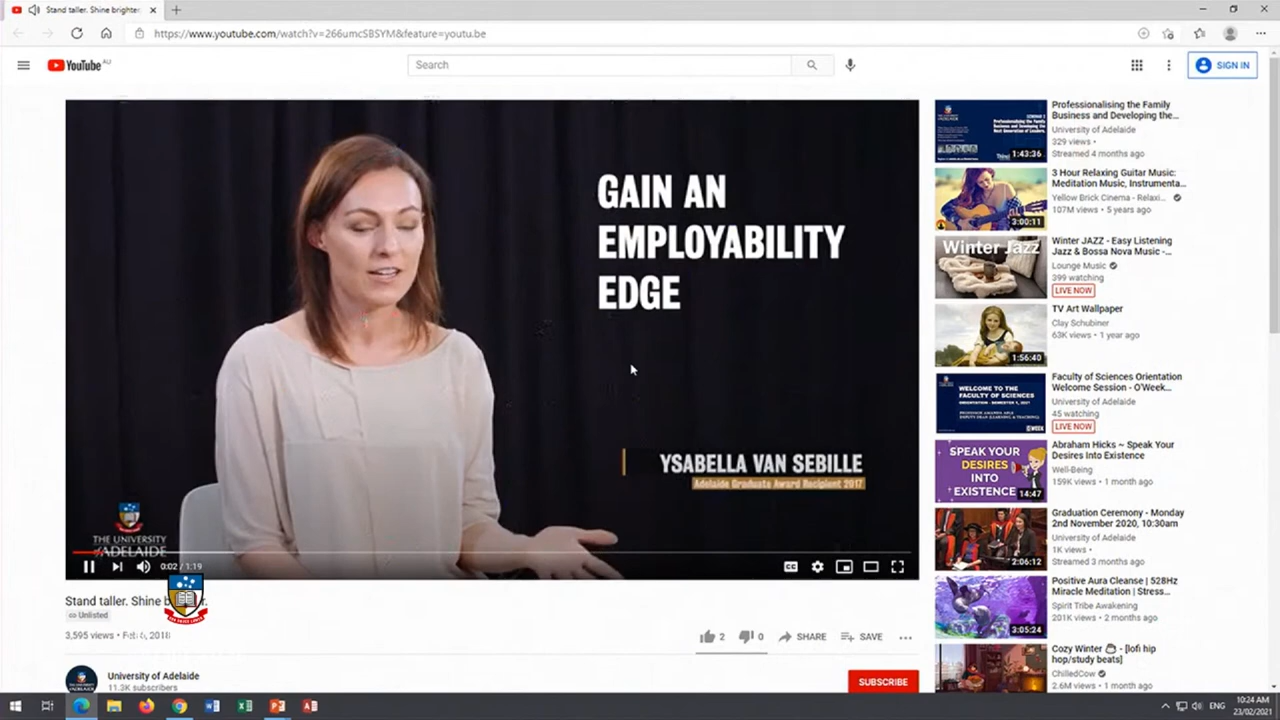 Stand taller. Shine brighter.
https://www.youtube.com/watch?v=266umcSBSYM&feature=youtu.be
YouTube AU
Search
SIGN IN
GAIN AN
EMPLOYABILITY
EDGE
YSABELLA VAN SEBILLE
Adelaide Graduate Award Recipient 2017
THE UNIVERSITY
of ADELAIDE
0:02 / 1:19
Stand taller. Shine
Unlisted
3,595 views •
2018
2
0
SHARE
SAVE
University of Adelaide
11.3K subscribers
SUBSCRIBE
1:43:36
Professionalising the Family
Business and Developing the...
University of Adelaide
329 views •
Streamed 4 months ago
3:00:11
3 Hour Relaxing Guitar Music:
Meditation Music, Instrumenta...
Yellow Brick Cinema - Relaxi...
107M views • 5 years ago
Winter Jazz
Winter JAZZ - Easy Listening
Jazz & Bossa Nova Music -...
Lounge Music
399 watching
LIVE NOW
1:56:40
TV Art Wallpaper
Clay Schubiner
63K views • 1 year ago
WELCOME TO THE
FACULTY OF SCIENCES
ORIENTATION - SEMESTER 1, 2021
Faculty of Sciences Orientation
Welcome Session - O'Week...
University of Adelaide
45 watching
LIVE NOW
SPEAK YOUR
DESIRES
INTO
EXISTENCE
14:47
Abraham Hicks ~ Speak Your
Desires Into Existence
Well-Being
159K views • 1 month ago
2:06:12
Graduation Ceremony - Monday
2nd November 2020, 10:30am
University of Adelaide
1K views •
Streamed 3 months ago
3:05:24
Positive Aura Cleanse | 528Hz
Miracle Meditation | Stress...
Spirit Tribe Awakening
201K views • 2 months ago
Cozy Winter ☕ - [lofi hip
hop/study beats]
ChilledCow
2.6M views • 1 month ago
ENG
10:24 AM
23/02/2021